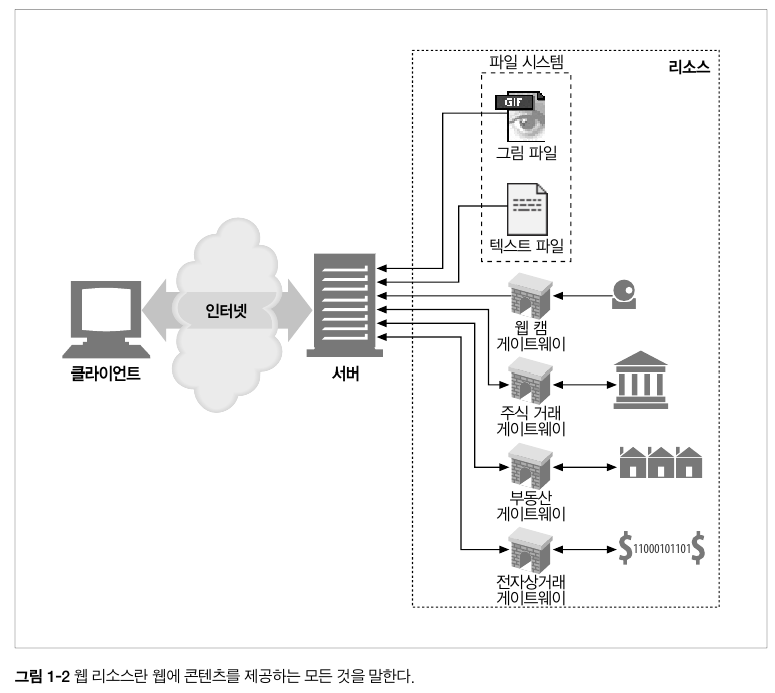 파일 시스템
리소스
GIF
그림 파일
텍스트 파일
인터넷
클라이언트
서버
웹 캠
게이트웨이
주식 거래
게이트웨이
부동산
게이트웨이
전자상거래
게이트웨이
$11000101101$
그림 1-2 웹 리소스란 웹에 콘텐츠를 제공하는 모든 것을 말한다.